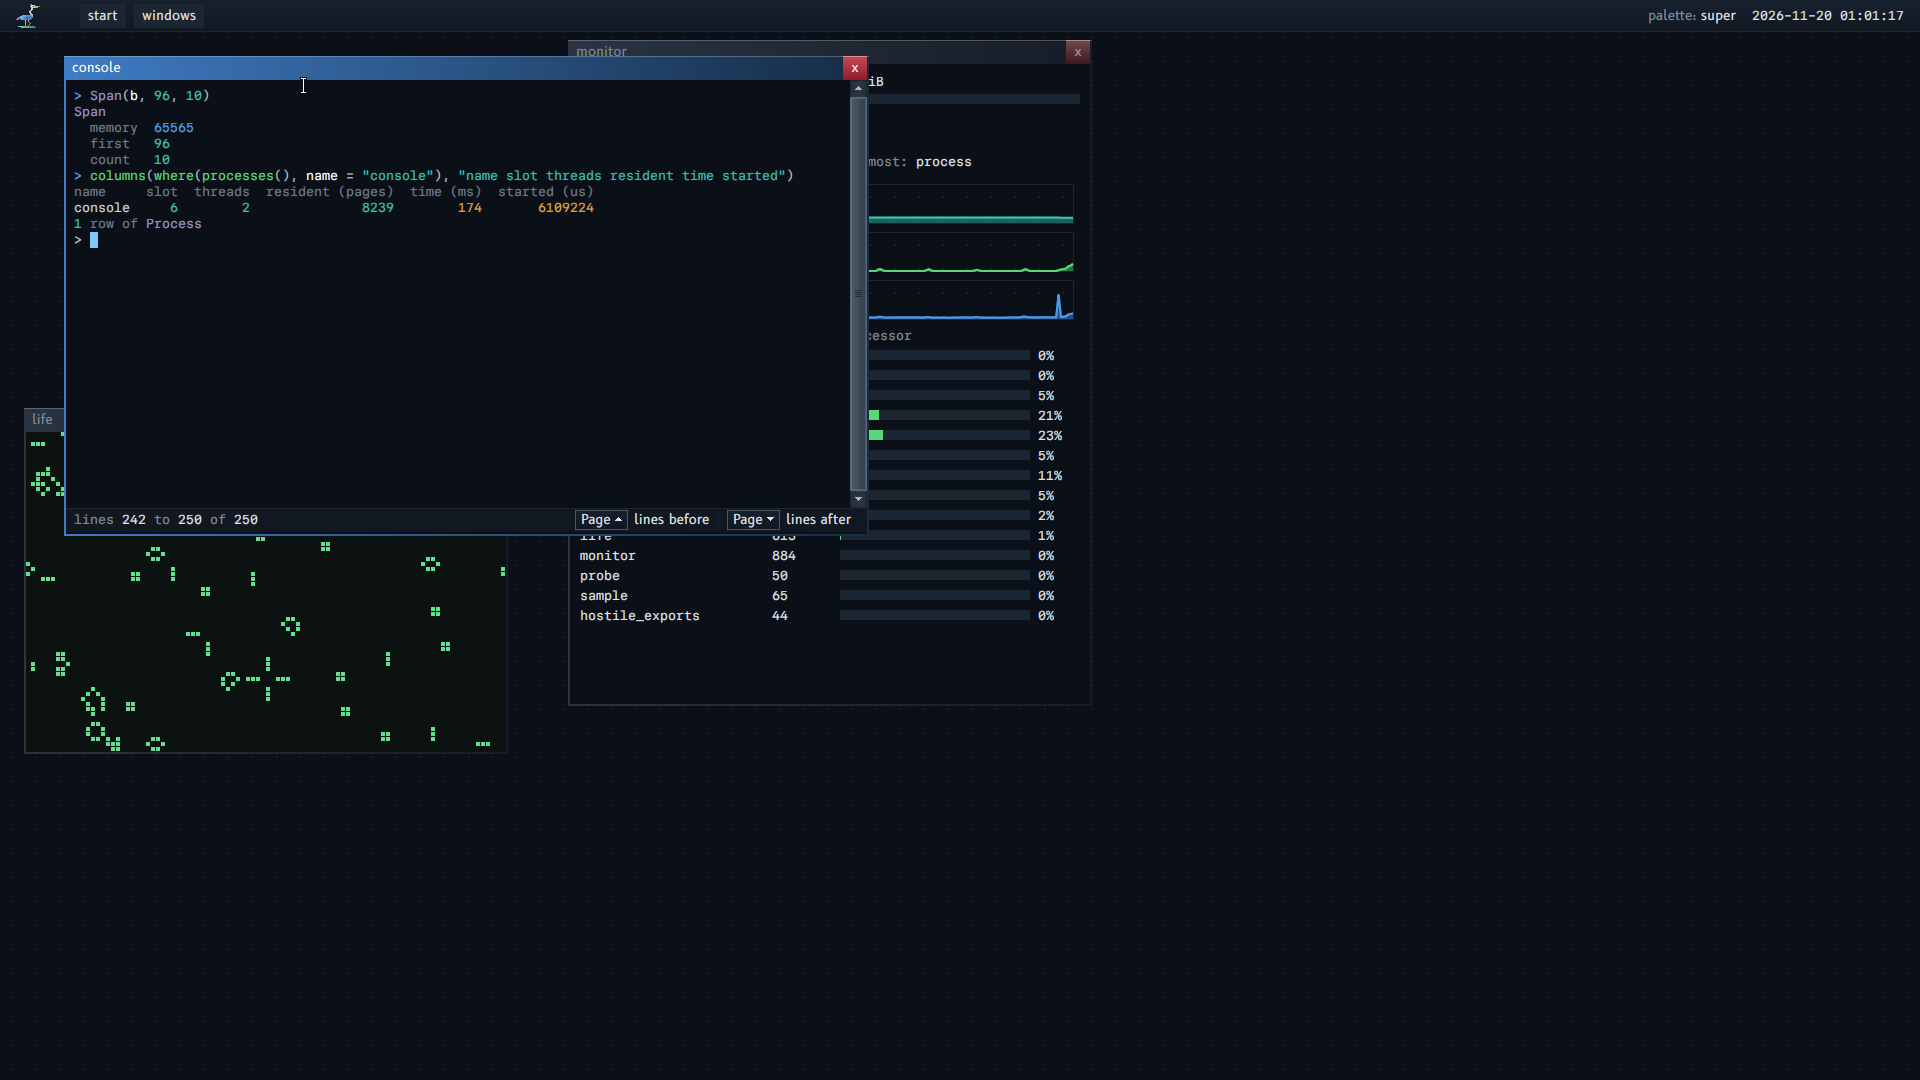 start windows palette: super 2026-11-20 01:01:17
monitor x
console x
iB
> Span(b, 96, 10)
Span
memory 65565
first 96
count 10
most: process
> columns(where(processes(), name = "console"), "name slot threads resident time started")
name slot threads resident (pages) time (ms) started (us)
console 6 2 8239 174 6109224
1 row of Process
>
cessor
0%
0%
5%
21%
23%
5%
11%
5%
2%
1%
life
lines 242 to 250 of 250 Page lines before Page lines after
monitor 884 0%
probe 50 0%
sample 65 0%
hostile_exports 44 0%